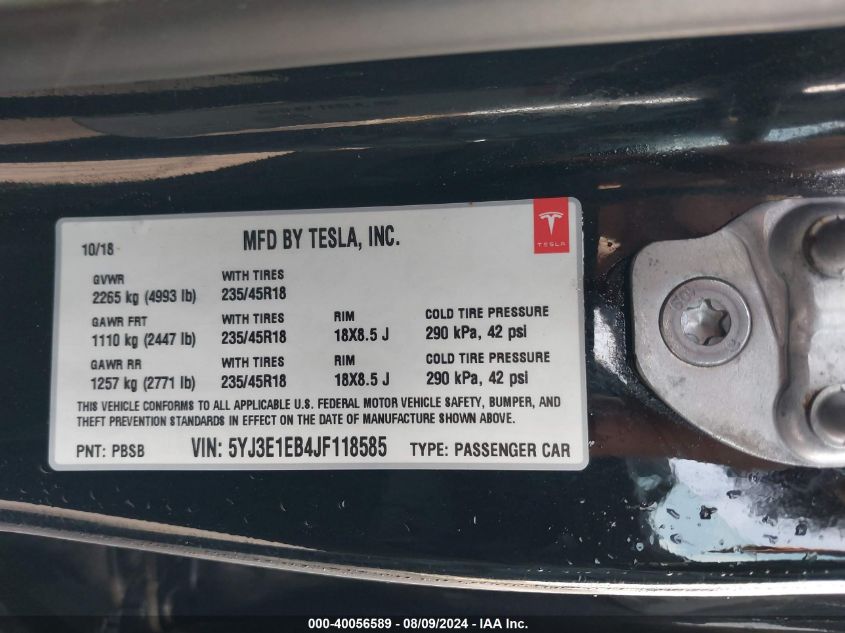 10/18 MFD BY TESLA, INC.
TESLA
GVWR WITH TIRES
2265 kg (4993 lb) 235/45R18
GAWR FRT WITH TIRES RIM COLD TIRE PRESSURE
1110 kg (2447 lb) 235/45R18 18X8.5 J 290 kPa, 42 psi
GAWR RR WITH TIRES RIM COLD TIRE PRESSURE
1257 kg (2771 lb) 235/45R18 18X8.5 J 290 kPa, 42 psi
THIS VEHICLE CONFORMS TO ALL APPLICABLE U.S. FEDERAL MOTOR VEHICLE SAFETY, BUMPER, AND
THEFT PREVENTION STANDARDS IN EFFECT ON THE DATE OF MANUFACTURE SHOWN ABOVE.
PNT: PBSB VIN: 5YJ3E1EB4JF118585 TYPE: PASSENGER CAR
000-40056589 - 08/09/2024 - IAA Inc.